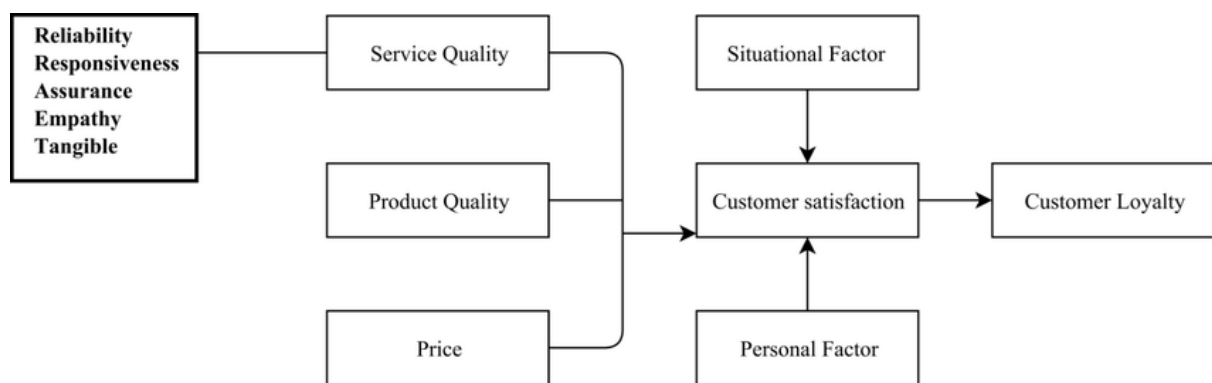 Reliability
Responsiveness
Assurance
Empathy
Tangible
Service Quality
Situational Factor
Product Quality
Customer satisfaction
Customer Loyalty
Price
Personal Factor